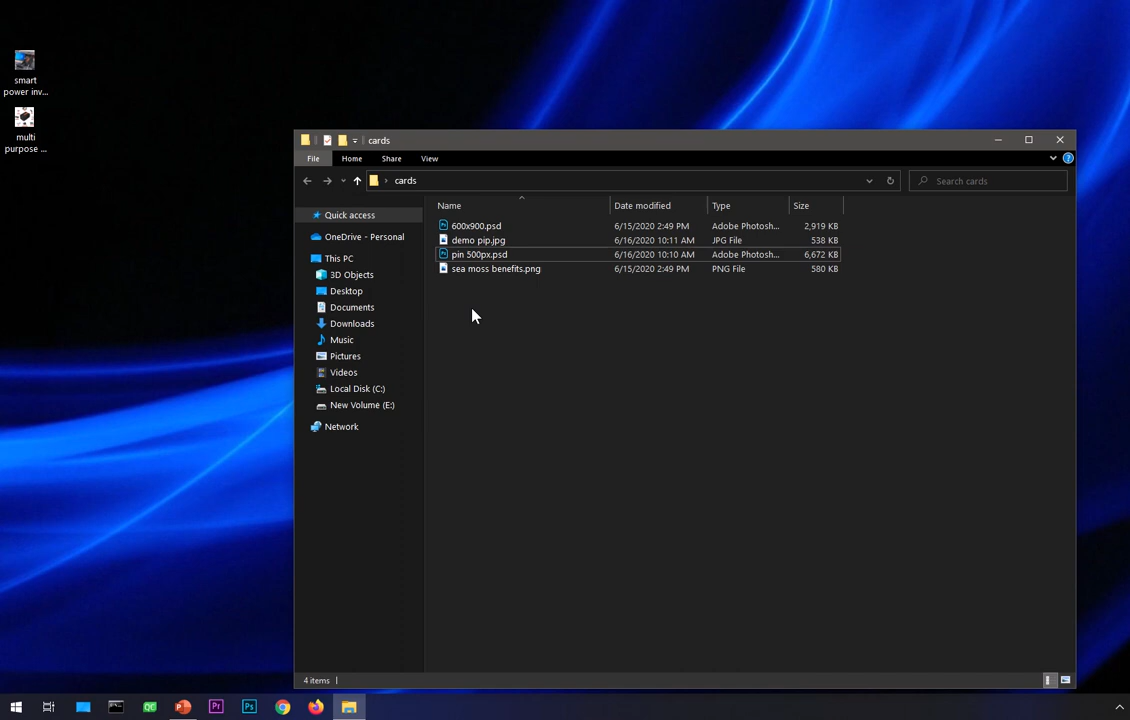 smart
power inv...
multi
purpose ...
cards
File Home Share View
cards
Search cards
Name Date modified Type Size
600x900.psd 6/15/2020 2:49 PM Adobe Photosh... 2,919 KB
demo pip.jpg 6/16/2020 10:11 AM JPG File 538 KB
pin 500px.psd 6/16/2020 10:10 AM Adobe Photosh... 6,672 KB
sea moss benefits.png 6/15/2020 2:49 PM PNG File 580 KB
Quick access
OneDrive - Personal
This PC
3D Objects
Desktop
Documents
Downloads
Music
Pictures
Videos
Local Disk (C:)
New Volume (E:)
Network
4 items
QC P Pr Ps